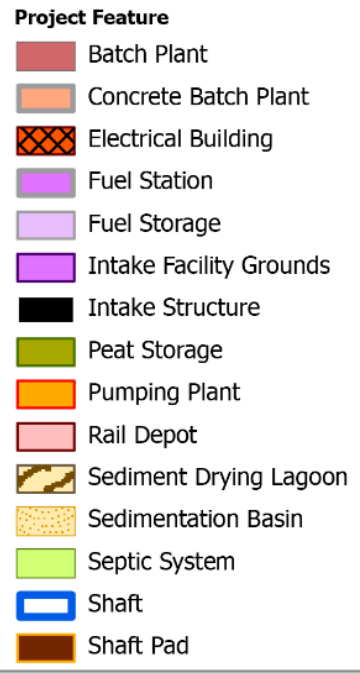 Project Feature
Batch Plant
Concrete Batch Plant
Electrical Building
Fuel Station
Fuel Storage
Intake Facility Grounds
Intake Structure
Peat Storage
Pumping Plant
Rail Depot
Sediment Drying Lagoon
Sedimentation Basin
Septic System
Shaft
Shaft Pad